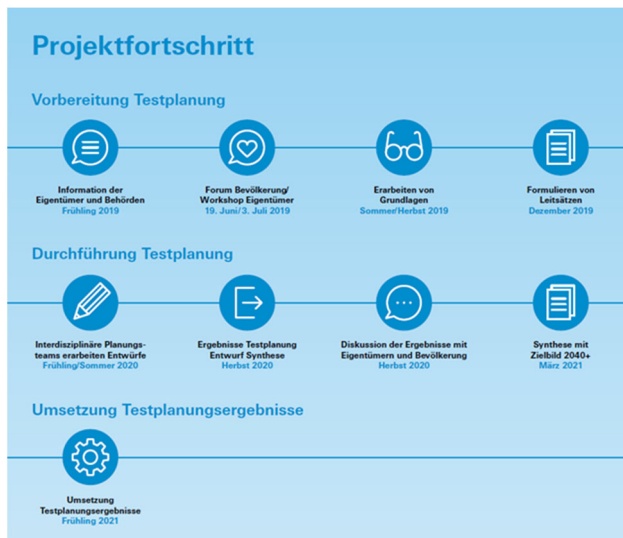 Projektfortschritt
Vorbereitung Testplanung
Information der
Eigentümer und Behörden
Frühling 2019
Forum Bevölkerung/
Workshop Eigentümer
19. Juni/3. Juli 2019
Erarbeiten von
Grundlagen
Sommer/Herbst 2019
Formulieren von
Leitsätzen
Dezember 2019
Durchführung Testplanung
Interdisziplinäre Planungs-
teams erarbeiten Entwürfe
Frühling/Sommer 2020
Ergebnisse Testplanung
Entwurf Synthese
Herbst 2020
Diskussion der Ergebnisse mit
Eigentümern und Bevölkerung
Herbst 2020
Synthese mit
Zielbild 2040+
März 2021
Umsetzung Testplanungsergebnisse
Umsetzung
Testplanungsergebnisse
Frühling 2021